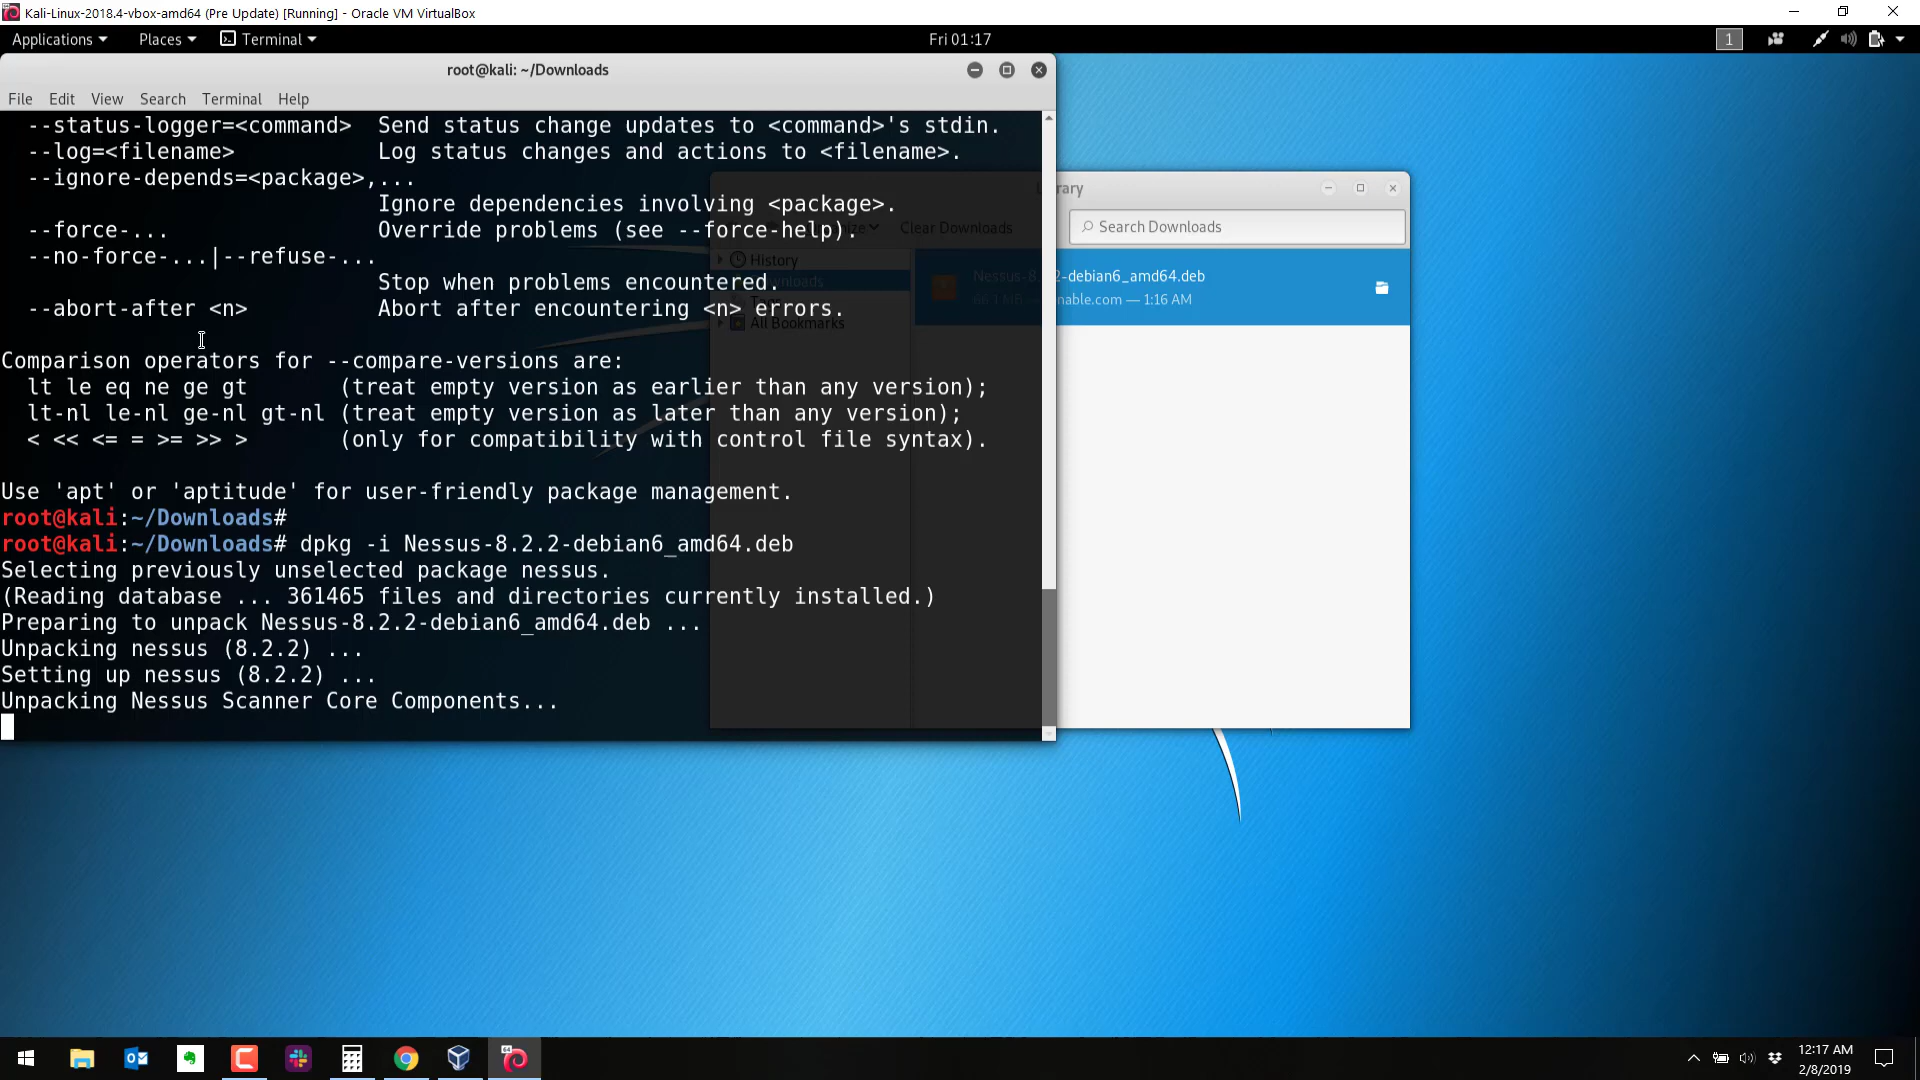 Kali-Linux-2018.4-vbox-amd64 (Pre Update) [Running] - Oracle VM VirtualBox
Applications Places Terminal Fri 01:17 1
root@kali: ~/Downloads
File Edit View Search Terminal Help
--status-logger=<command> Send status change updates to <command>'s stdin.
--log=<filename> Log status changes and actions to <filename>.
--ignore-depends=<package>,...
Ignore dependencies involving <package>.
--force-... Override problems (see --force-help).
--no-force-...|--refuse-...
Stop when problems encountered.
--abort-after <n> Abort after encountering <n> errors.
Comparison operators for --compare-versions are:
lt le eq ne ge gt (treat empty version as earlier than any version);
lt-nl le-nl ge-nl gt-nl (treat empty version as later than any version);
< << <= = >= >> > (only for compatibility with control file syntax).
Use 'apt' or 'aptitude' for user-friendly package management.
root@kali:~/Downloads#
root@kali:~/Downloads# dpkg -i Nessus-8.2.2-debian6_amd64.deb
Selecting previously unselected package nessus.
(Reading database ... 361465 files and directories currently installed.)
Preparing to unpack Nessus-8.2.2-debian6_amd64.deb ...
Unpacking nessus (8.2.2) ...
Setting up nessus (8.2.2) ...
Unpacking Nessus Scanner Core Components...
rary
Clear Downloads
Search Downloads
History
All Bookmarks
Nessus-8 2-debian6_amd64.deb
nable.com — 1:16 AM
12:17 AM
2/8/2019